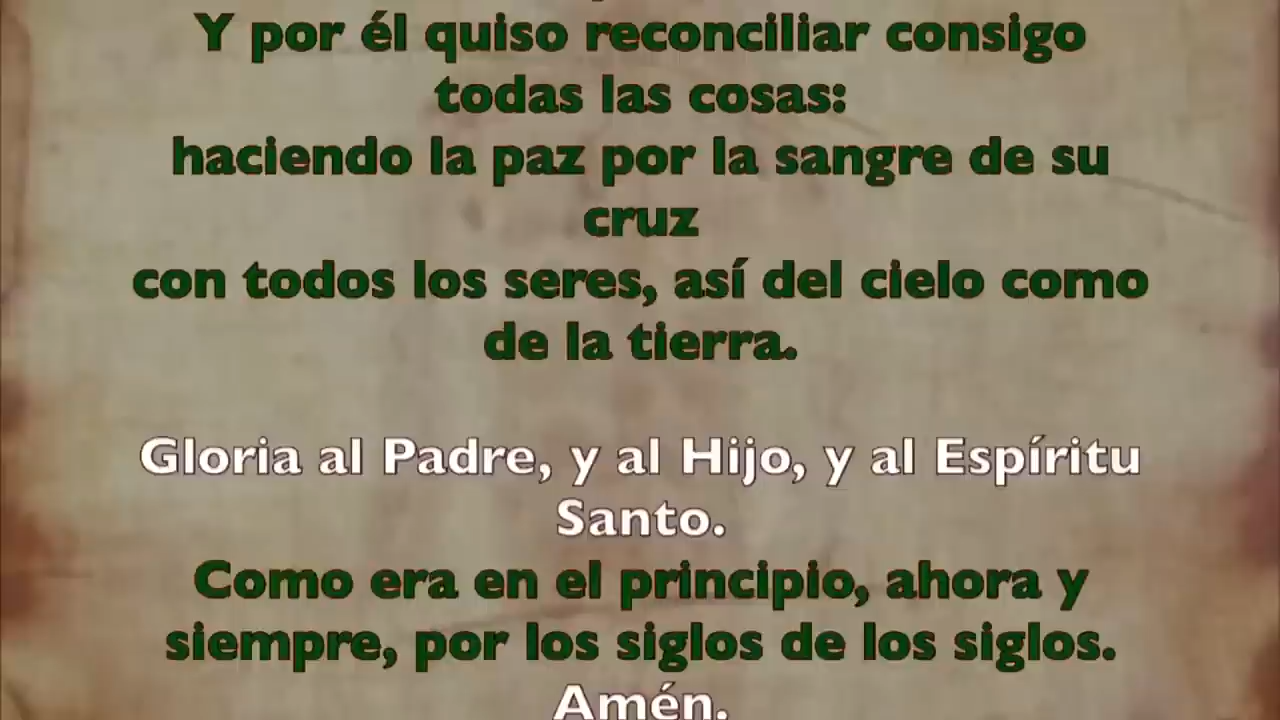 Y por él quiso reconciliar consigo
todas las cosas:
haciendo la paz por la sangre de su
cruz
con todos los seres, así del cielo como
de la tierra.
Gloria al Padre, y al Hijo, y al Espíritu
Santo.
Como era en el principio, ahora y
siempre, por los siglos de los siglos.
Amén.